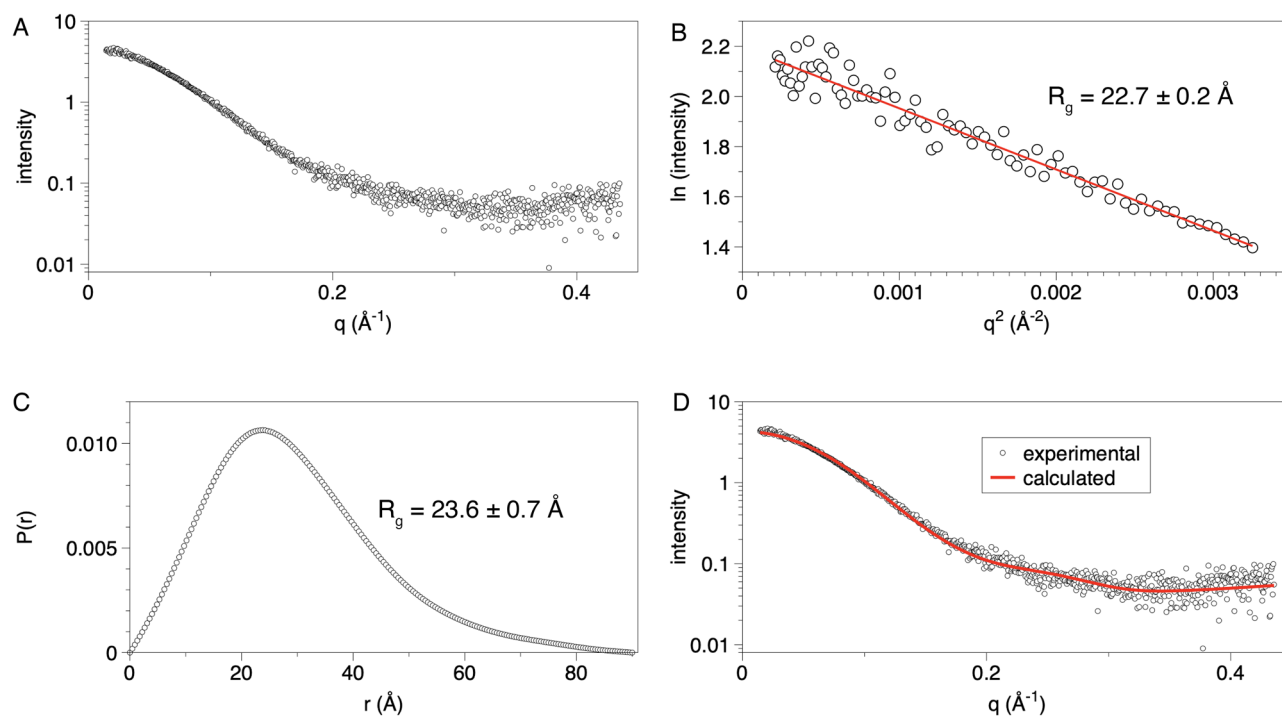 A
10
1
0.1
0.01
intensity
0
0.2
0.4
q (Å⁻¹)
B
2.2
2.0
1.8
1.6
1.4
ln (intensity)
R_g = 22.7 ± 0.2 Å
0
0.001
0.002
0.003
q² (Å⁻²)
C
0.010
0.005
0
P(r)
R_g = 23.6 ± 0.7 Å
0
20
40
60
80
r (Å)
D
10
1
0.1
0.01
intensity
experimental
calculated
0
0.2
0.4
q (Å⁻¹)